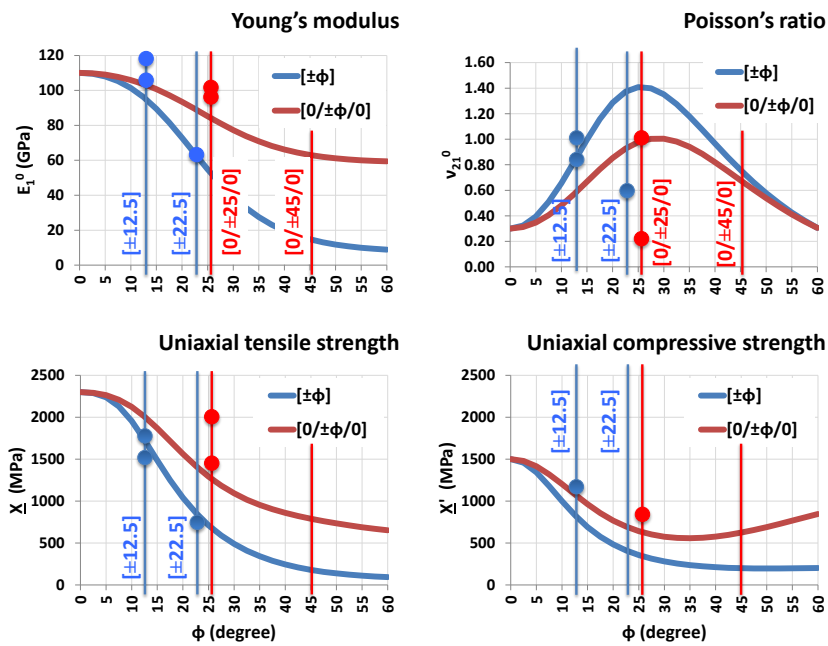 Young's modulus
120
100
80
60
40
20
0
E₁⁰ (GPa)
[±ϕ]
[0/±ϕ/0]
[±12.5]
[±22.5]
[0/±25/0]
[0/±45/0]
0 5 10 15 20 25 30 35 40 45 50 55 60
Poisson's ratio
1.60
1.40
1.20
1.00
0.80
0.60
0.40
0.20
0.00
ν₂₁⁰
[±ϕ]
[0/±ϕ/0]
[±12.5]
[±22.5]
[0/±25/0]
[0/±45/0]
0 5 10 15 20 25 30 35 40 45 50 55 60
Uniaxial tensile strength
2500
2000
1500
1000
500
0
X (MPa)
[±ϕ]
[0/±ϕ/0]
[±12.5]
[±22.5]
0 5 10 15 20 25 30 35 40 45 50 55 60
ϕ (degree)
Uniaxial compressive strength
2500
2000
1500
1000
500
0
X' (MPa)
[±12.5]
[±22.5]
[±ϕ]
[0/±ϕ/0]
0 5 10 15 20 25 30 35 40 45 50 55 60
ϕ (degree)